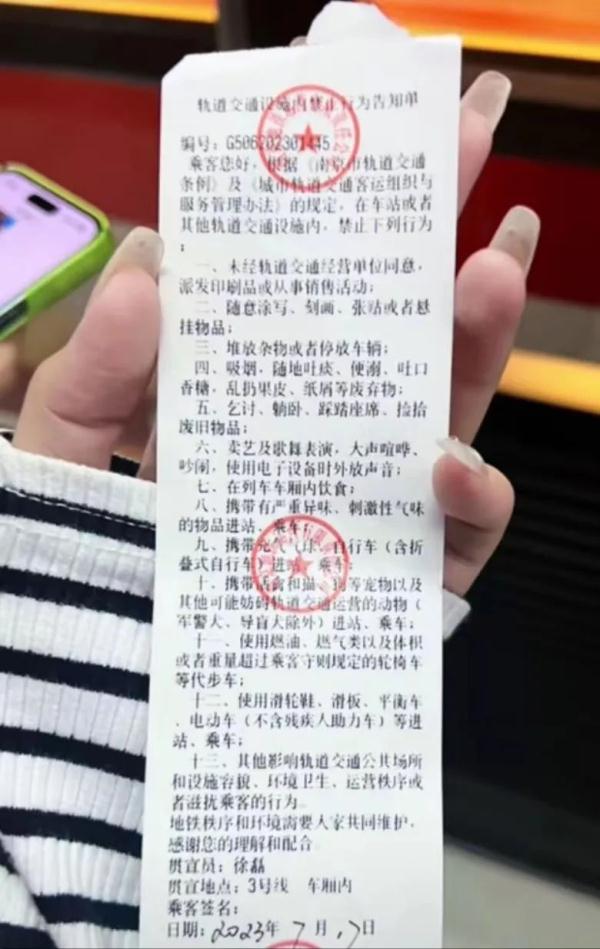 轨道交通设施内禁止行为告知单
编号: G506202301445
乘客您好，根据《南京市轨道交通
条例》及《城市轨道交通客运组织与
服务管理办法》的规定，在车站或者
其他轨道交通设施内，禁止下列行为
：
一、未经轨道交通经营单位同意，
派发印刷品或从事销售活动；
二、随意涂写、刻画、张贴或者悬
挂物品；
三、堆放杂物或者停放车辆；
四、吸烟，随地吐痰、便溺、吐口
香糖，乱扔果皮、纸屑等废弃物；
五、乞讨、躺卧、踩踏座席、捡拾
废旧物品；
六、卖艺及歌舞表演，大声喧哗、
吵闹，使用电子设备时外放声音；
七、在列车车厢内饮食；
八、携带有严重异味、刺激性气味
的物品进站、乘车；
九、携带充气气球、自行车（含折
叠式自行车）进站、乘车；
十、携带活禽和猫、狗等宠物以及
其他可能妨碍轨道交通运营的动物（
军警犬、导盲犬除外）进站、乘车；
十一、使用燃油、燃气类以及体积
或者重量超过乘客守则规定的轮椅车
等代步车；
十二、使用滑轮鞋、滑板、平衡车
、电动车（不含残疾人助力车）等进
站、乘车；
十三、其他影响轨道交通公共场所
和设施容貌、环境卫生、运营秩序或
者滋扰乘客的行为。
地铁秩序和环境需要大家共同维护，
感谢您的理解和配合
贯宣员：徐磊
贯宣地点：3号线 车厢内
乘客签名：
日期：2023年 7月17日